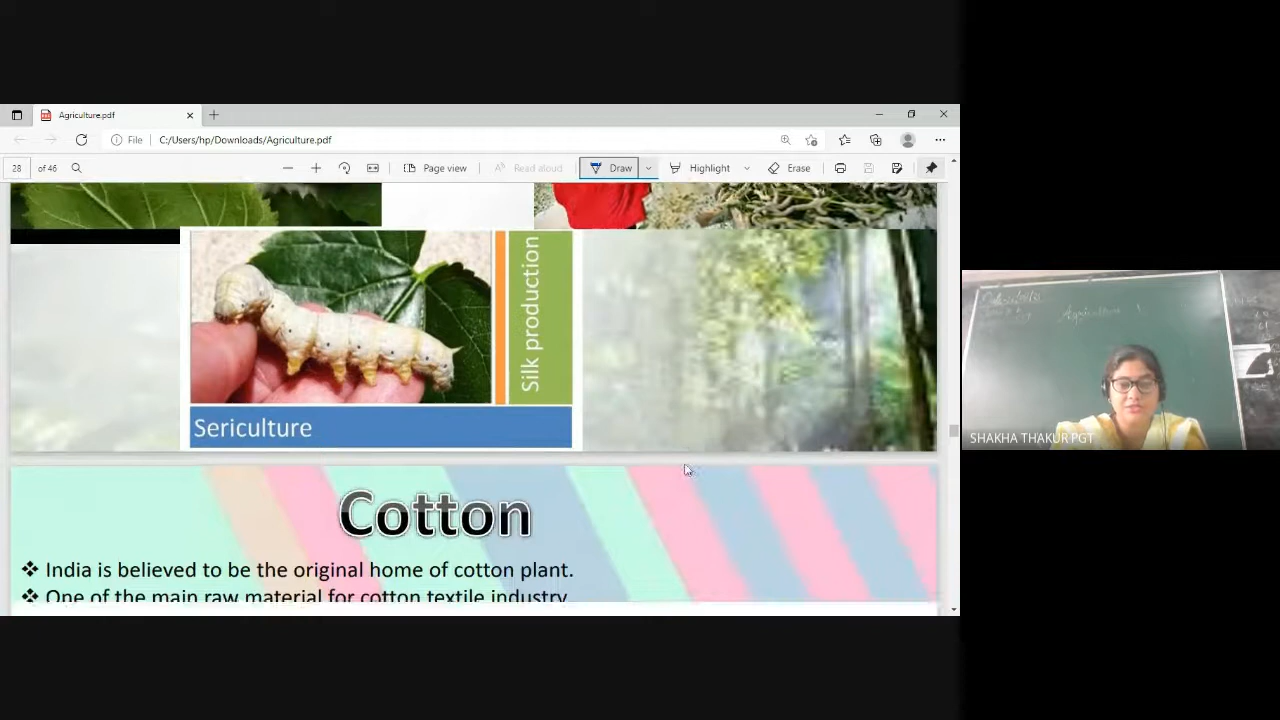 Agriculture.pdf
File C:/Users/hp/Downloads/Agriculture.pdf
28 of 46
Page view
Read aloud
Draw
Highlight
Erase
Silk production
Sericulture
Cotton
❖ India is believed to be the original home of cotton plant.
❖ One of the main raw material for cotton textile industry
Agriculture
SHAKHA THAKUR PGT